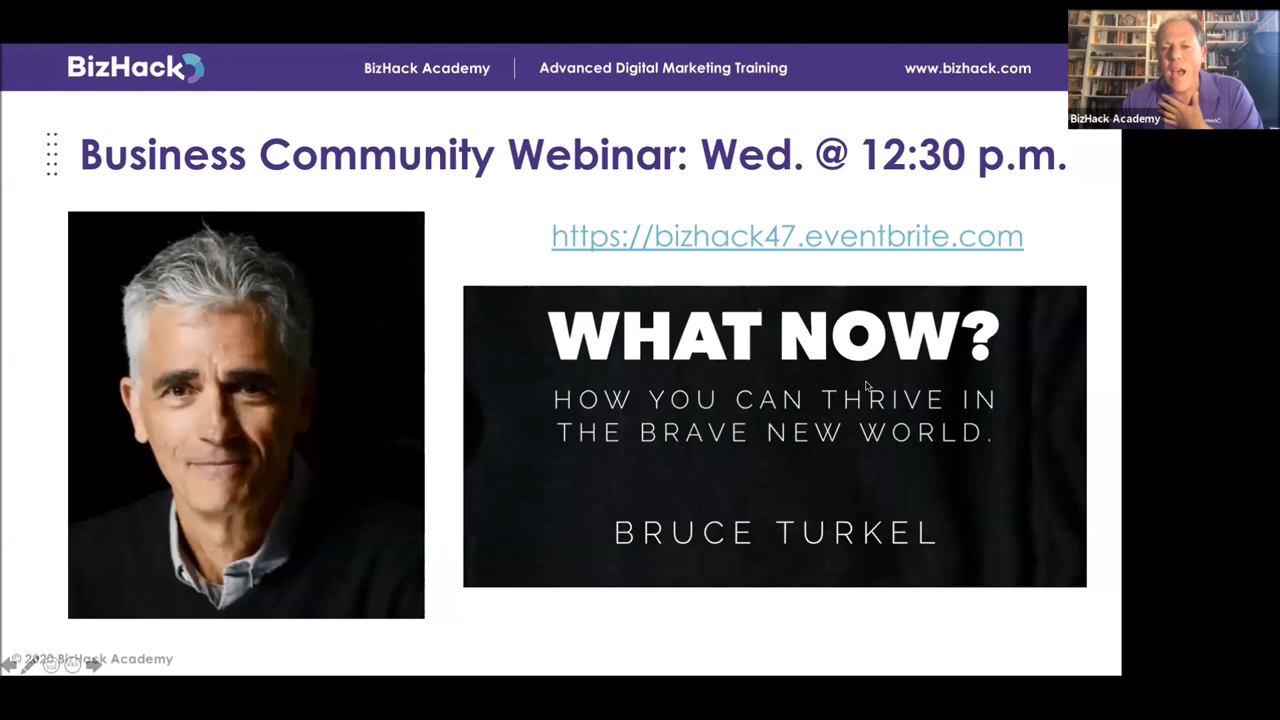 BizHack
BizHack Academy
Advanced Digital Marketing Training
www.bizhack.com
BizHack Academy
Business Community Webinar: Wed. @ 12:30 p.m.
https://bizhack47.eventbrite.com
WHAT NOW?
HOW YOU CAN THRIVE IN
THE BRAVE NEW WORLD.
BRUCE TURKEL
© 2020 BizHack Academy